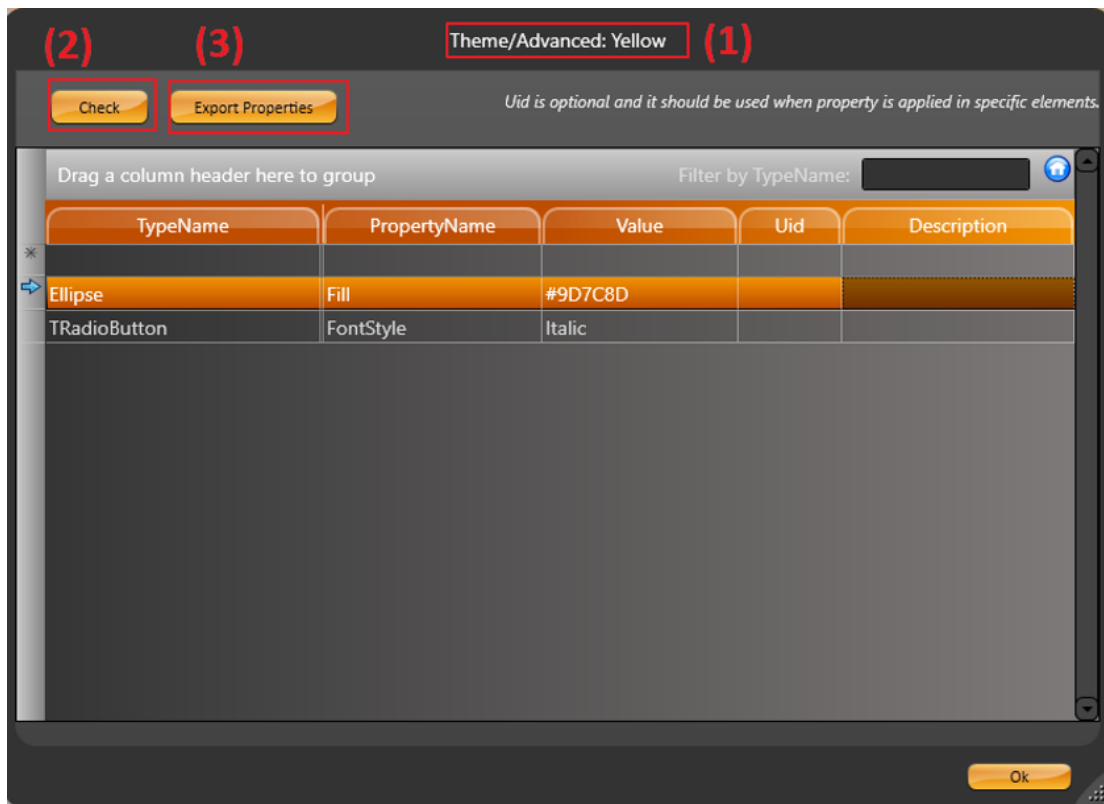 (2) (3) Theme/Advanced: Yellow (1)
Check Export Properties Uid is optional and it should be used when property is applied in specific elements.
Drag a column header here to group Filter by TypeName:
TypeName PropertyName Value Uid Description
Ellipse Fill #9D7C8D
TRadioButton FontStyle Italic
Ok